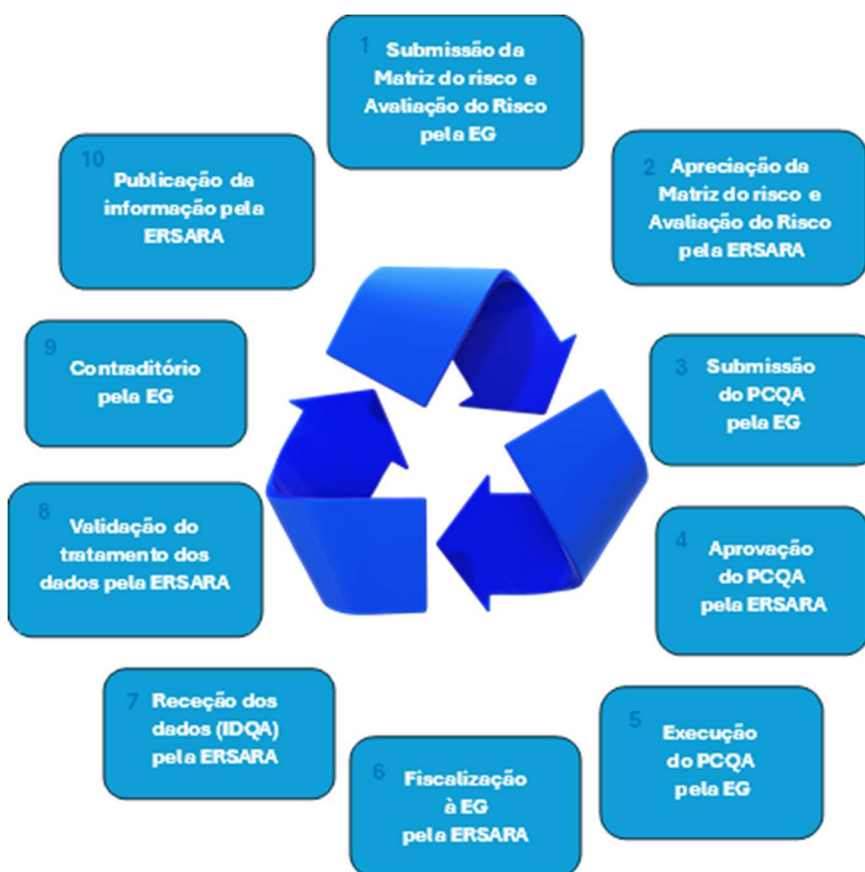 1 Submissão da
Matriz do risco e
Avaliação do Risco
pela EG
2 Apreciação da
Matriz do risco e
Avaliação do Risco
pela ERSARA
3 Submissão
do PCQA
pela EG
4 Aprovação
do PCQA
pela ERSARA
5 Execução
do PCQA
pela EG
6 Fiscalização
à EG
pela ERSARA
7 Receção dos
dados (IDQA)
pela ERSARA
8 Validação do
tratamento dos
dados pela ERSARA
9 Contraditório
pela EG
10 Publicação da
informação pela
ERSARA